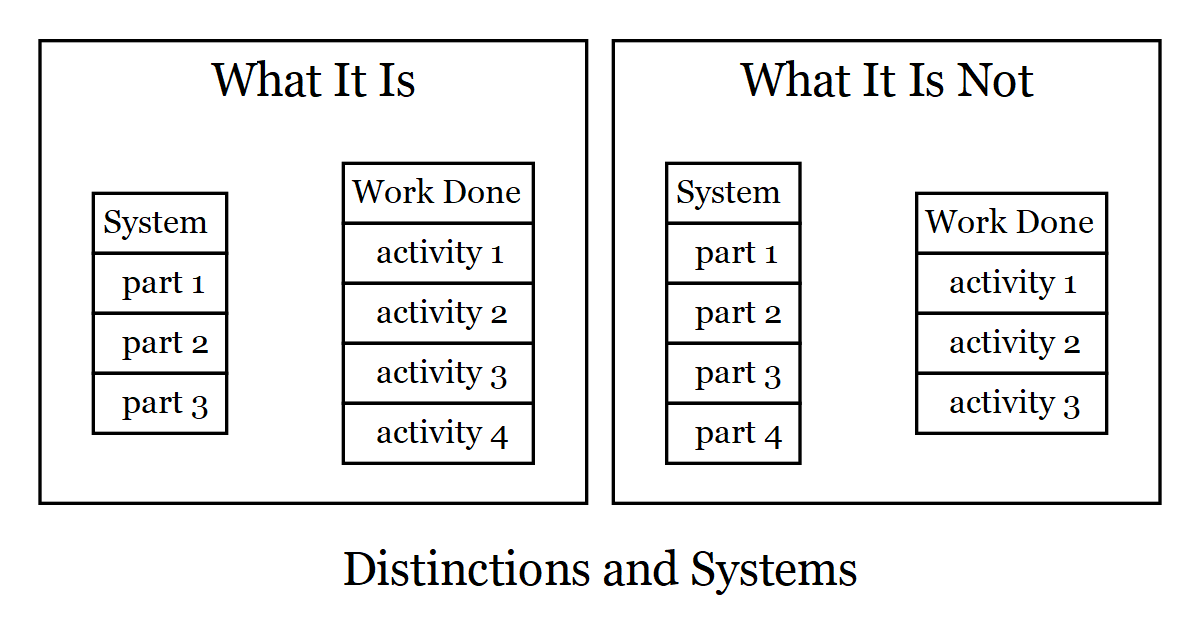 What It Is
System
part 1
part 2
part 3
Work Done
activity 1
activity 2
activity 3
activity 4
What It Is Not
System
part 1
part 2
part 3
part 4
Work Done
activity 1
activity 2
activity 3
Distinctions and Systems